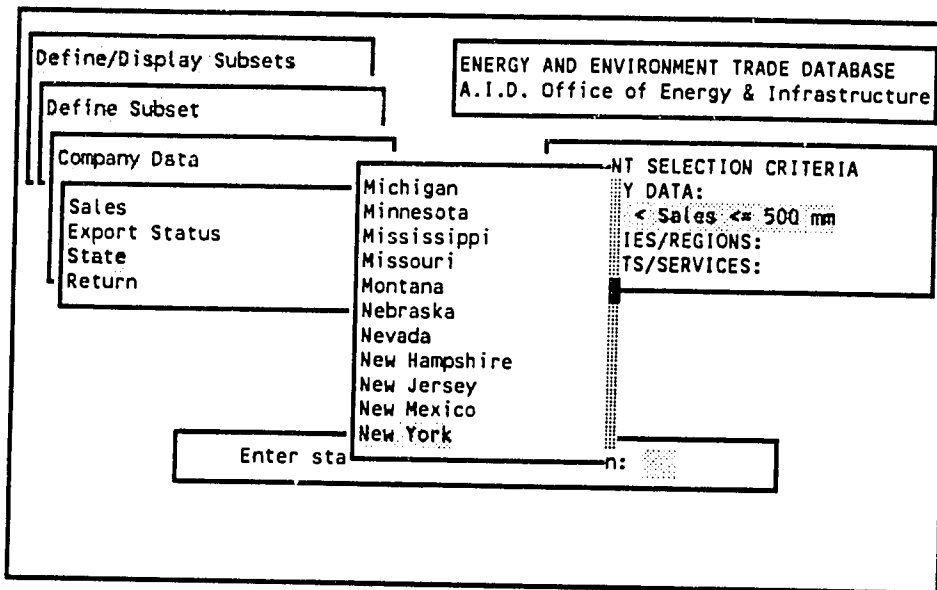 Define/Display Subsets
Define Subset
Company Data
Sales
Export Status
State
Return
ENERGY AND ENVIRONMENT TRADE DATABASE
A.I.D. Office of Energy & Infrastructure
NT SELECTION CRITERIA
Y DATA:
< Sales <= 500 mm
IES/REGIONS:
TS/SERVICES:
Michigan
Minnesota
Mississippi
Missouri
Montana
Nebraska
Nevada
New Hampshire
New Jersey
New Mexico
New York
Enter sta n: